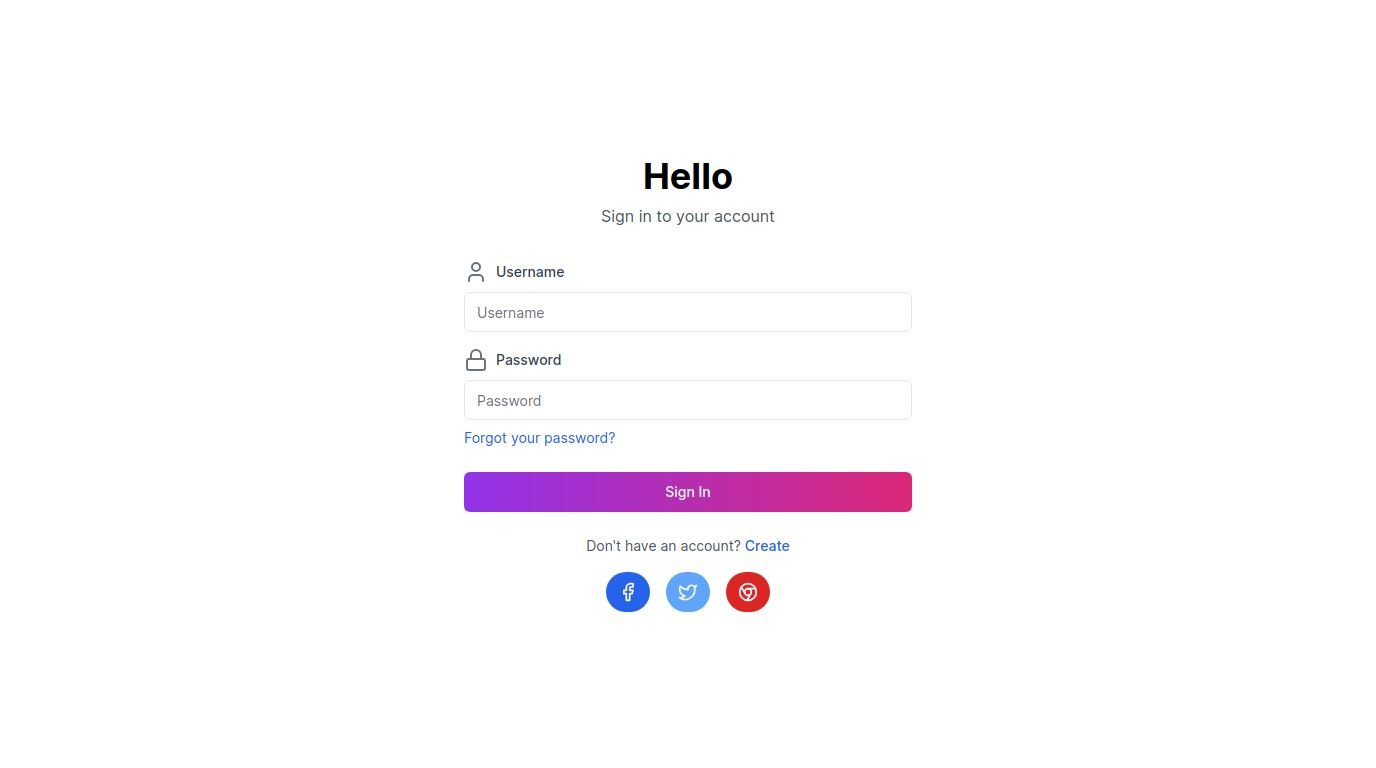 Hello
Sign in to your account
Username
Username
Password
Password
Forgot your password?
Sign In
Don't have an account? Create